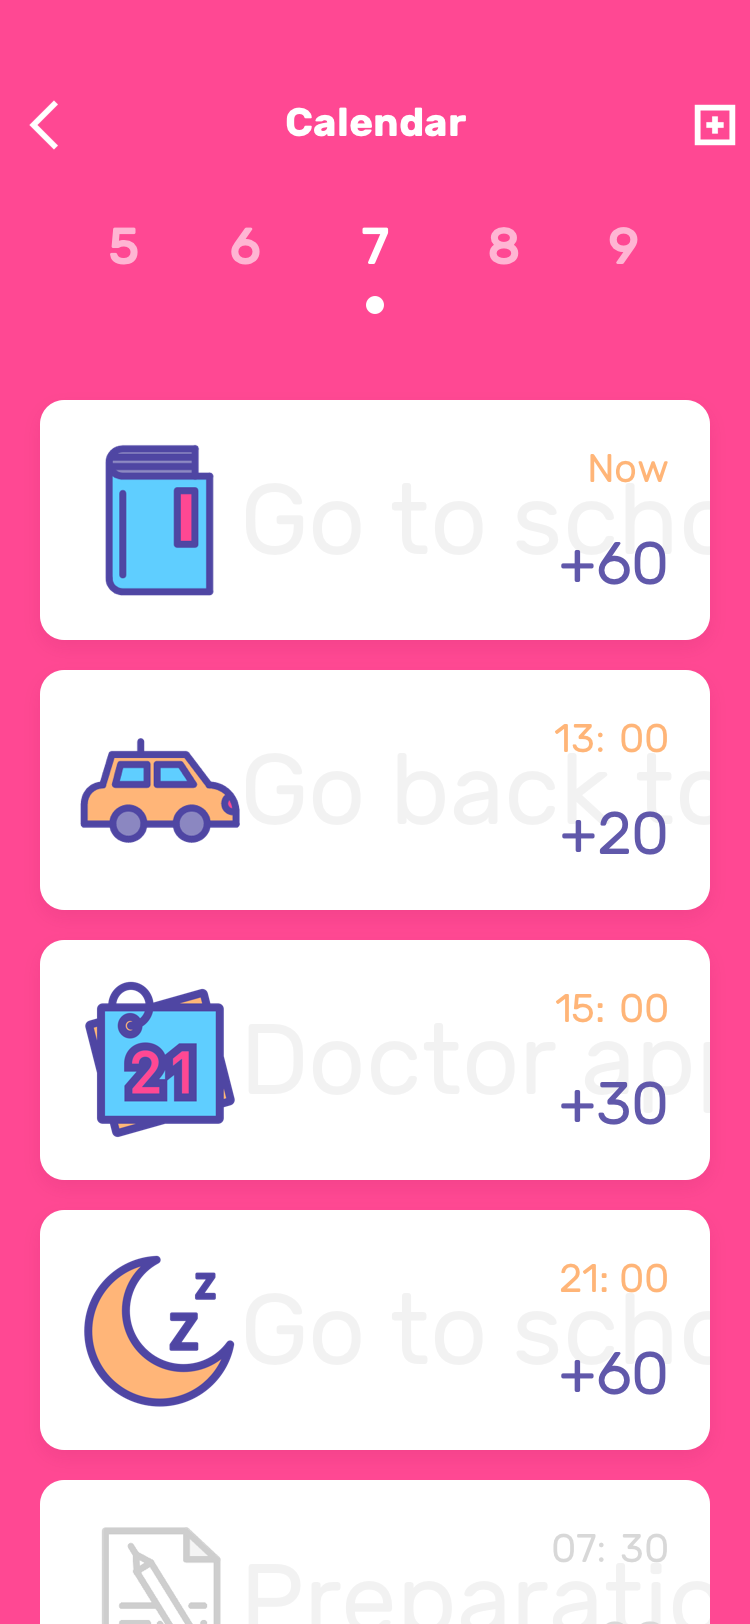 Calendar
5 6 7 8 9
Now
Go to scho
+60
13: 00
Go back to
+20
15: 00
Doctor app
21
+30
z
21: 00
Go to scho
z
+60
07: 30
Preparatio